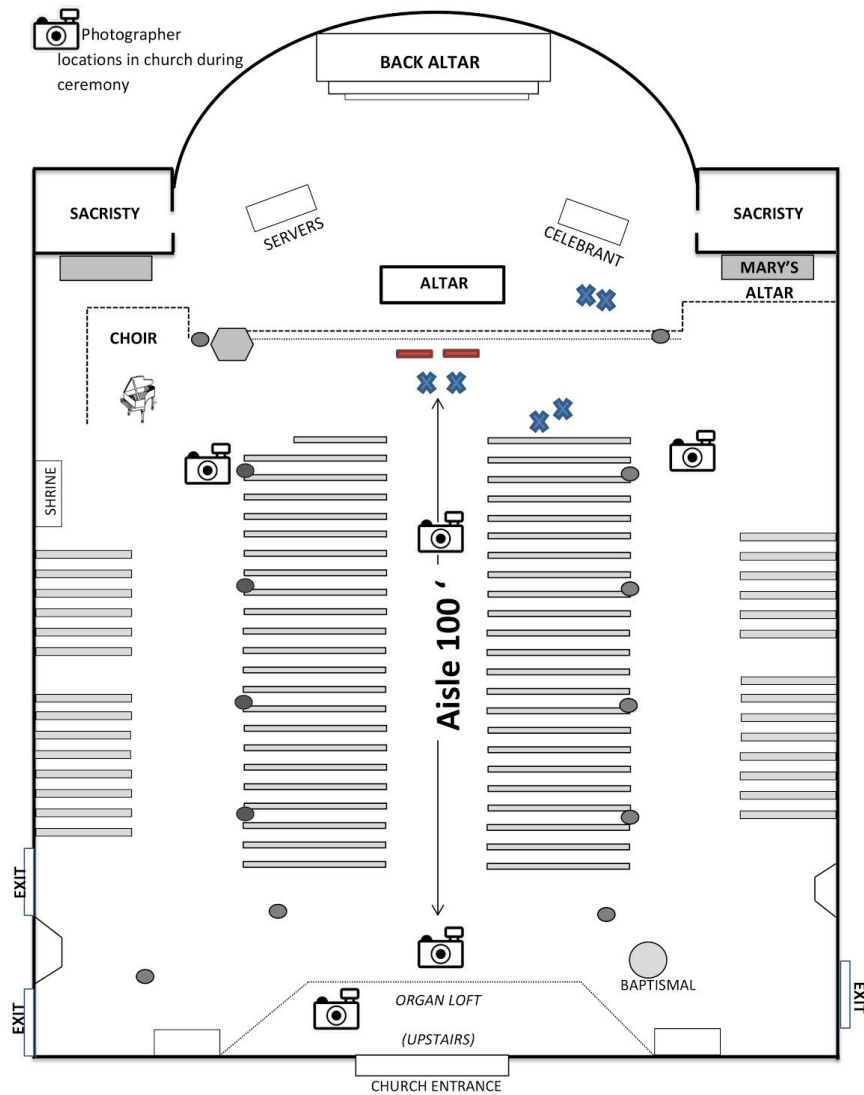 Photographer
locations in church during
ceremony
BACK ALTAR
SACRISTY
SERVERS
CELEBRANT
SACRISTY
ALTAR
MARY'S
ALTAR
CHOIR
SHRINE
Aisle 100 ‘
EXIT
EXIT
BAPTISMAL
EXIT
ORGAN LOFT
(UPSTAIRS)
CHURCH ENTRANCE